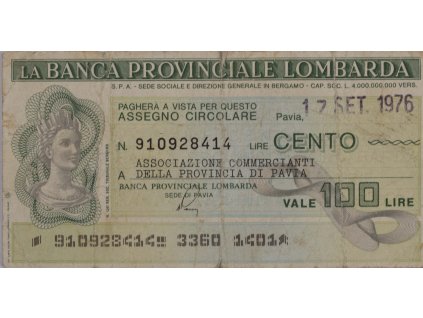 LA BANCA PROVINCIALE LOMBARDA
S.P.A. - SEDE SOCIALE E DIREZIONE GENERALE IN BERGAMO - CAP. SOC. L. 4.000.000.000 VERS.
PAGHERÀ A VISTA PER QUESTO
ASSEGNO CIRCOLARE Pavia, 17 SET. 1976
N. 910928414 LIRE CENTO
A ASSOCIAZIONE COMMERCIANTI
DELLA PROVINCIA DI PAVIA
BANCA PROVINCIALE LOMBARDA
SEDE DI PAVIA
VALE 100 LIRE
910928414 3360 1401